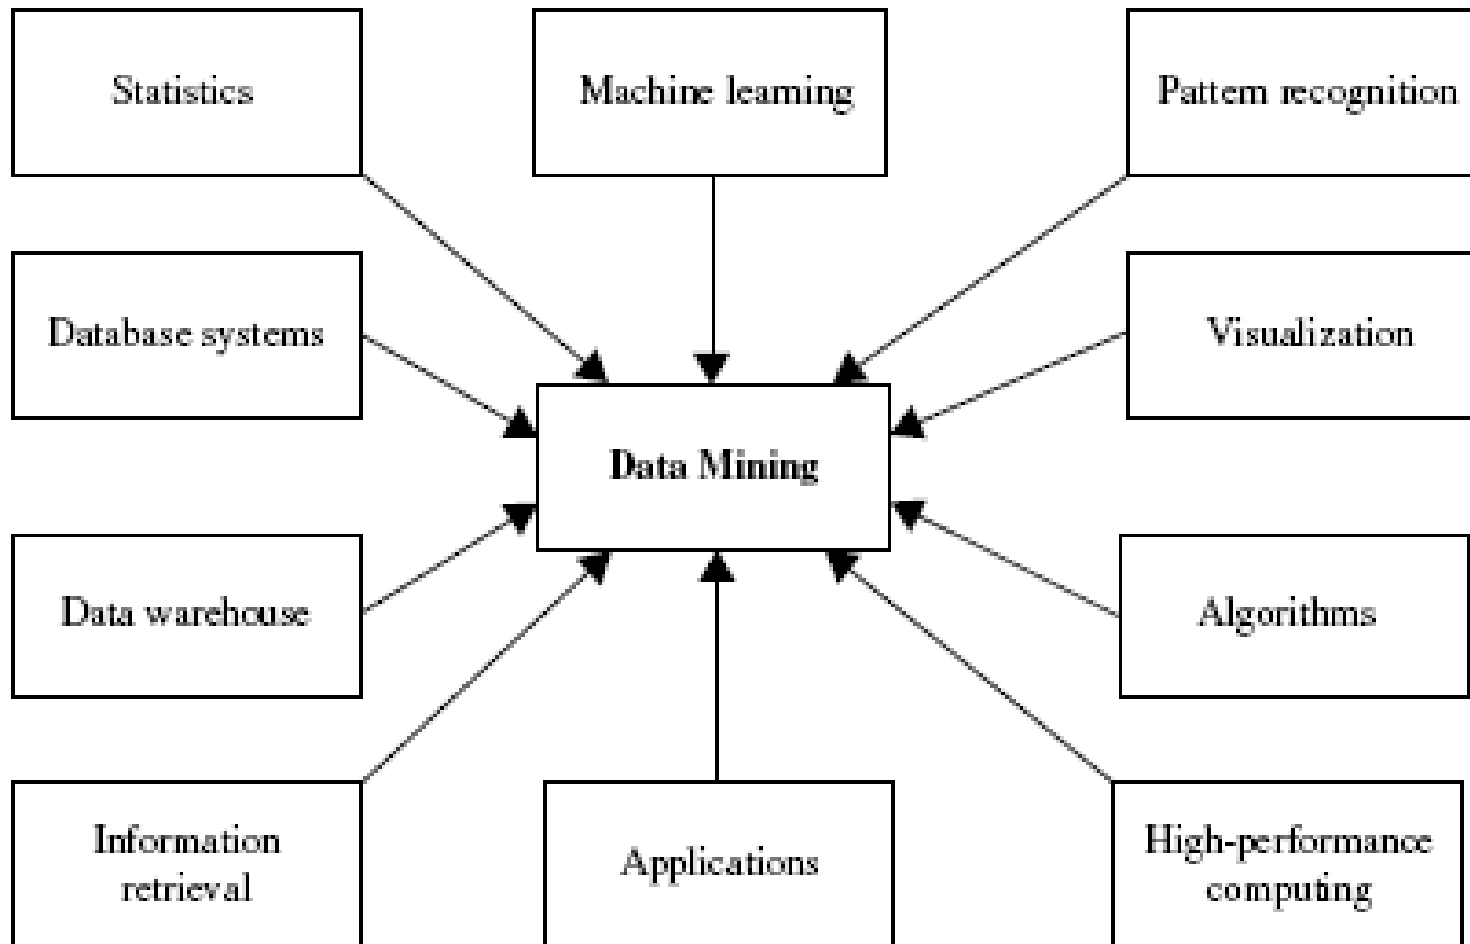 Statistics
Machine learning
Pattern recognition
Database systems
Visualization
Data Mining
Data warehouse
Algorithms
Information
retrieval
Applications
High-performance
computing